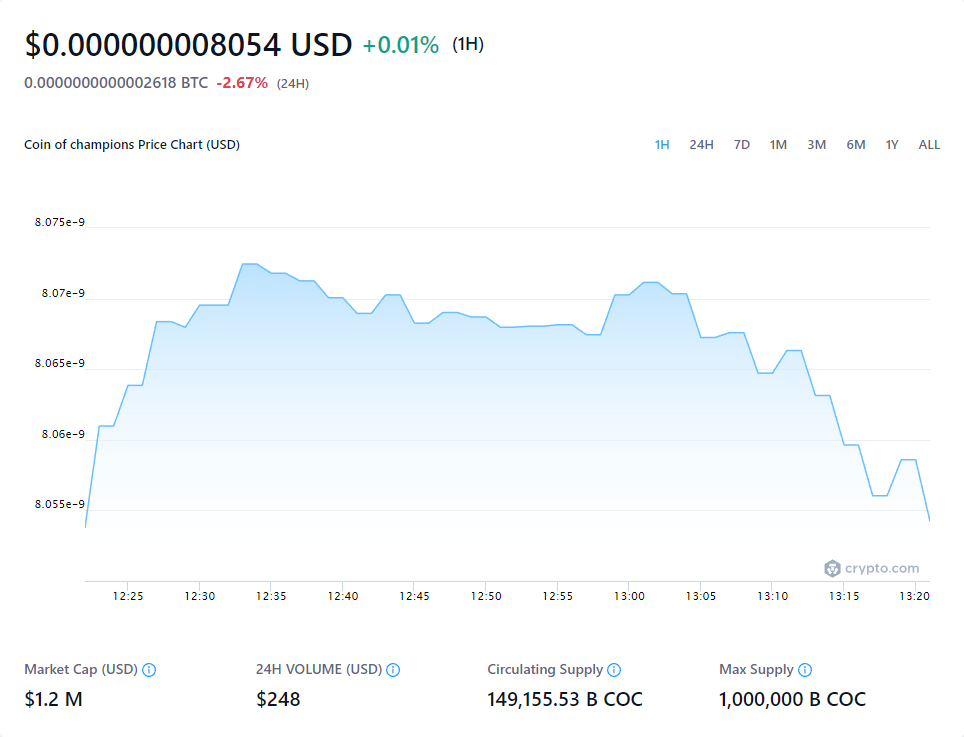 $0.000000008054 USD +0.01% (1H)
0.0000000000002618 BTC -2.67% (24H)
Coin of champions Price Chart (USD) 1H 24H 7D 1M 3M 6M 1Y ALL
8.075e−9
8.07e−9
8.065e−9
8.06e−9
8.055e−9
crypto.com
12:25 12:30 12:35 12:40 12:45 12:50 12:55 13:00 13:05 13:10 13:15 13:20
Market Cap (USD) 24H VOLUME (USD) Circulating Supply Max Supply
$1.2 M $248 149,155.53 B COC 1,000,000 B COC